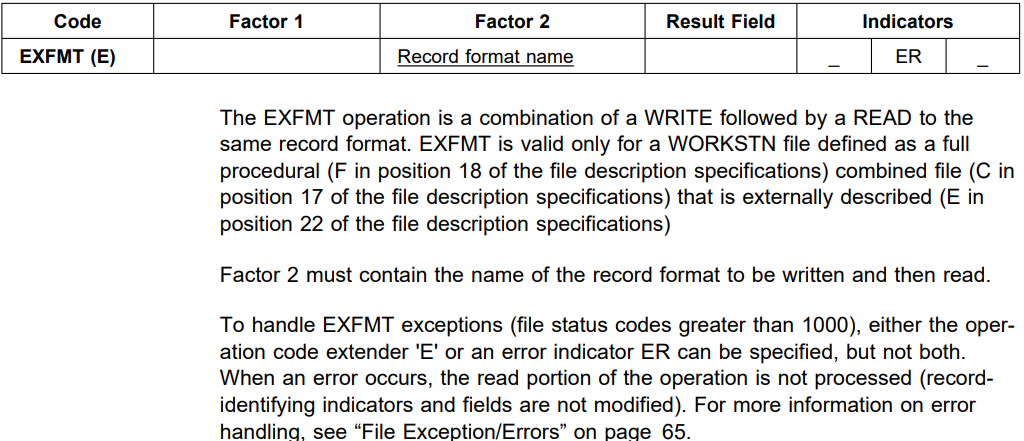 Code Factor 1 Factor 2 Result Field Indicators
EXFMT (E) Record format name _ ER _
The EXFMT operation is a combination of a WRITE followed by a READ to the
same record format. EXFMT is valid only for a WORKSTN file defined as a full
procedural (F in position 18 of the file description specifications) combined file (C in
position 17 of the file description specifications) that is externally described (E in
position 22 of the file description specifications)
Factor 2 must contain the name of the record format to be written and then read.
To handle EXFMT exceptions (file status codes greater than 1000), either the oper-
ation code extender 'E' or an error indicator ER can be specified, but not both.
When an error occurs, the read portion of the operation is not processed (record-
identifying indicators and fields are not modified). For more information on error
handling, see “File Exception/Errors” on page 65.